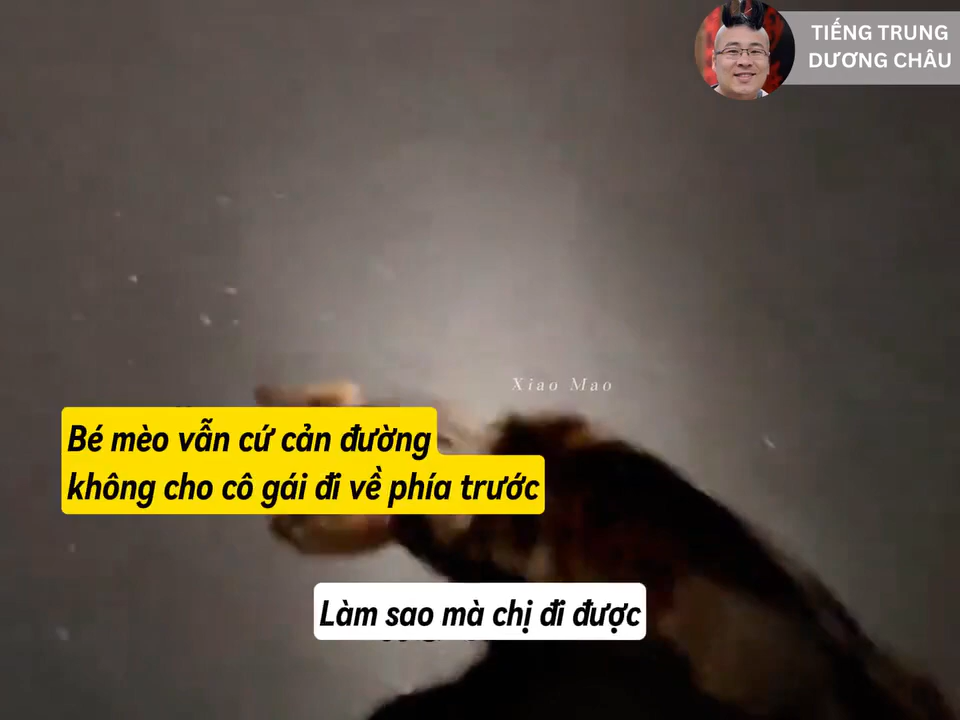 TIẾNG TRUNG
DƯƠNG CHÂU
Xiao Mao
Bé mèo vẫn cứ cản đường
không cho cô gái đi về phía trước
Làm sao mà chị đi được